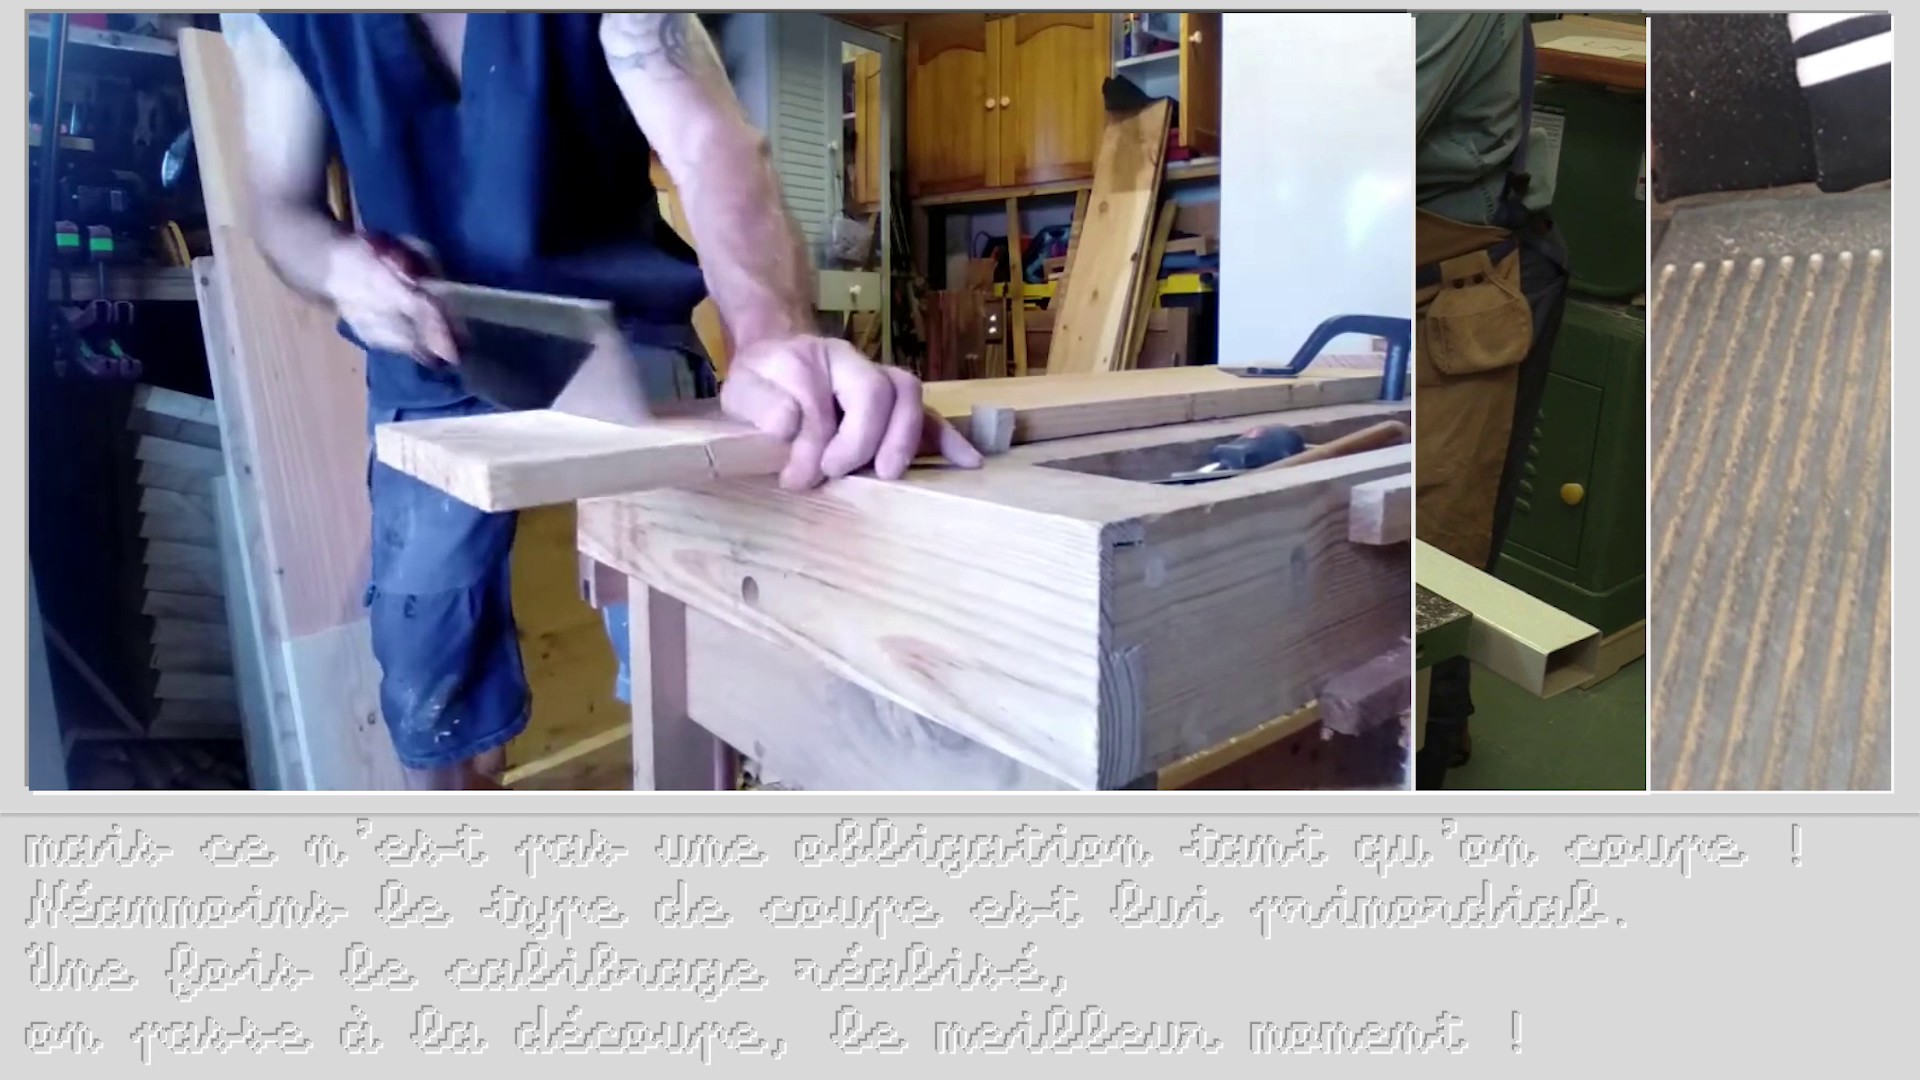 mais ce n'est pas une obligation tant qu'on coupe !
Néanmoins le type de coupe est lui primordial.
Une fois le calibrage réalisé,
on passe à la découpe, le meilleur moment !